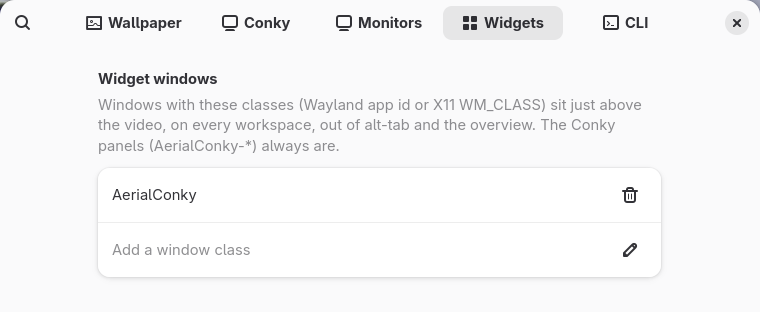 Wallpaper
Conky
Monitors
Widgets
CLI
Widget windows
Windows with these classes (Wayland app id or X11 WM_CLASS) sit just above
the video, on every workspace, out of alt-tab and the overview. The Conky
panels (AerialConky-*) always are.
AerialConky
Add a window class